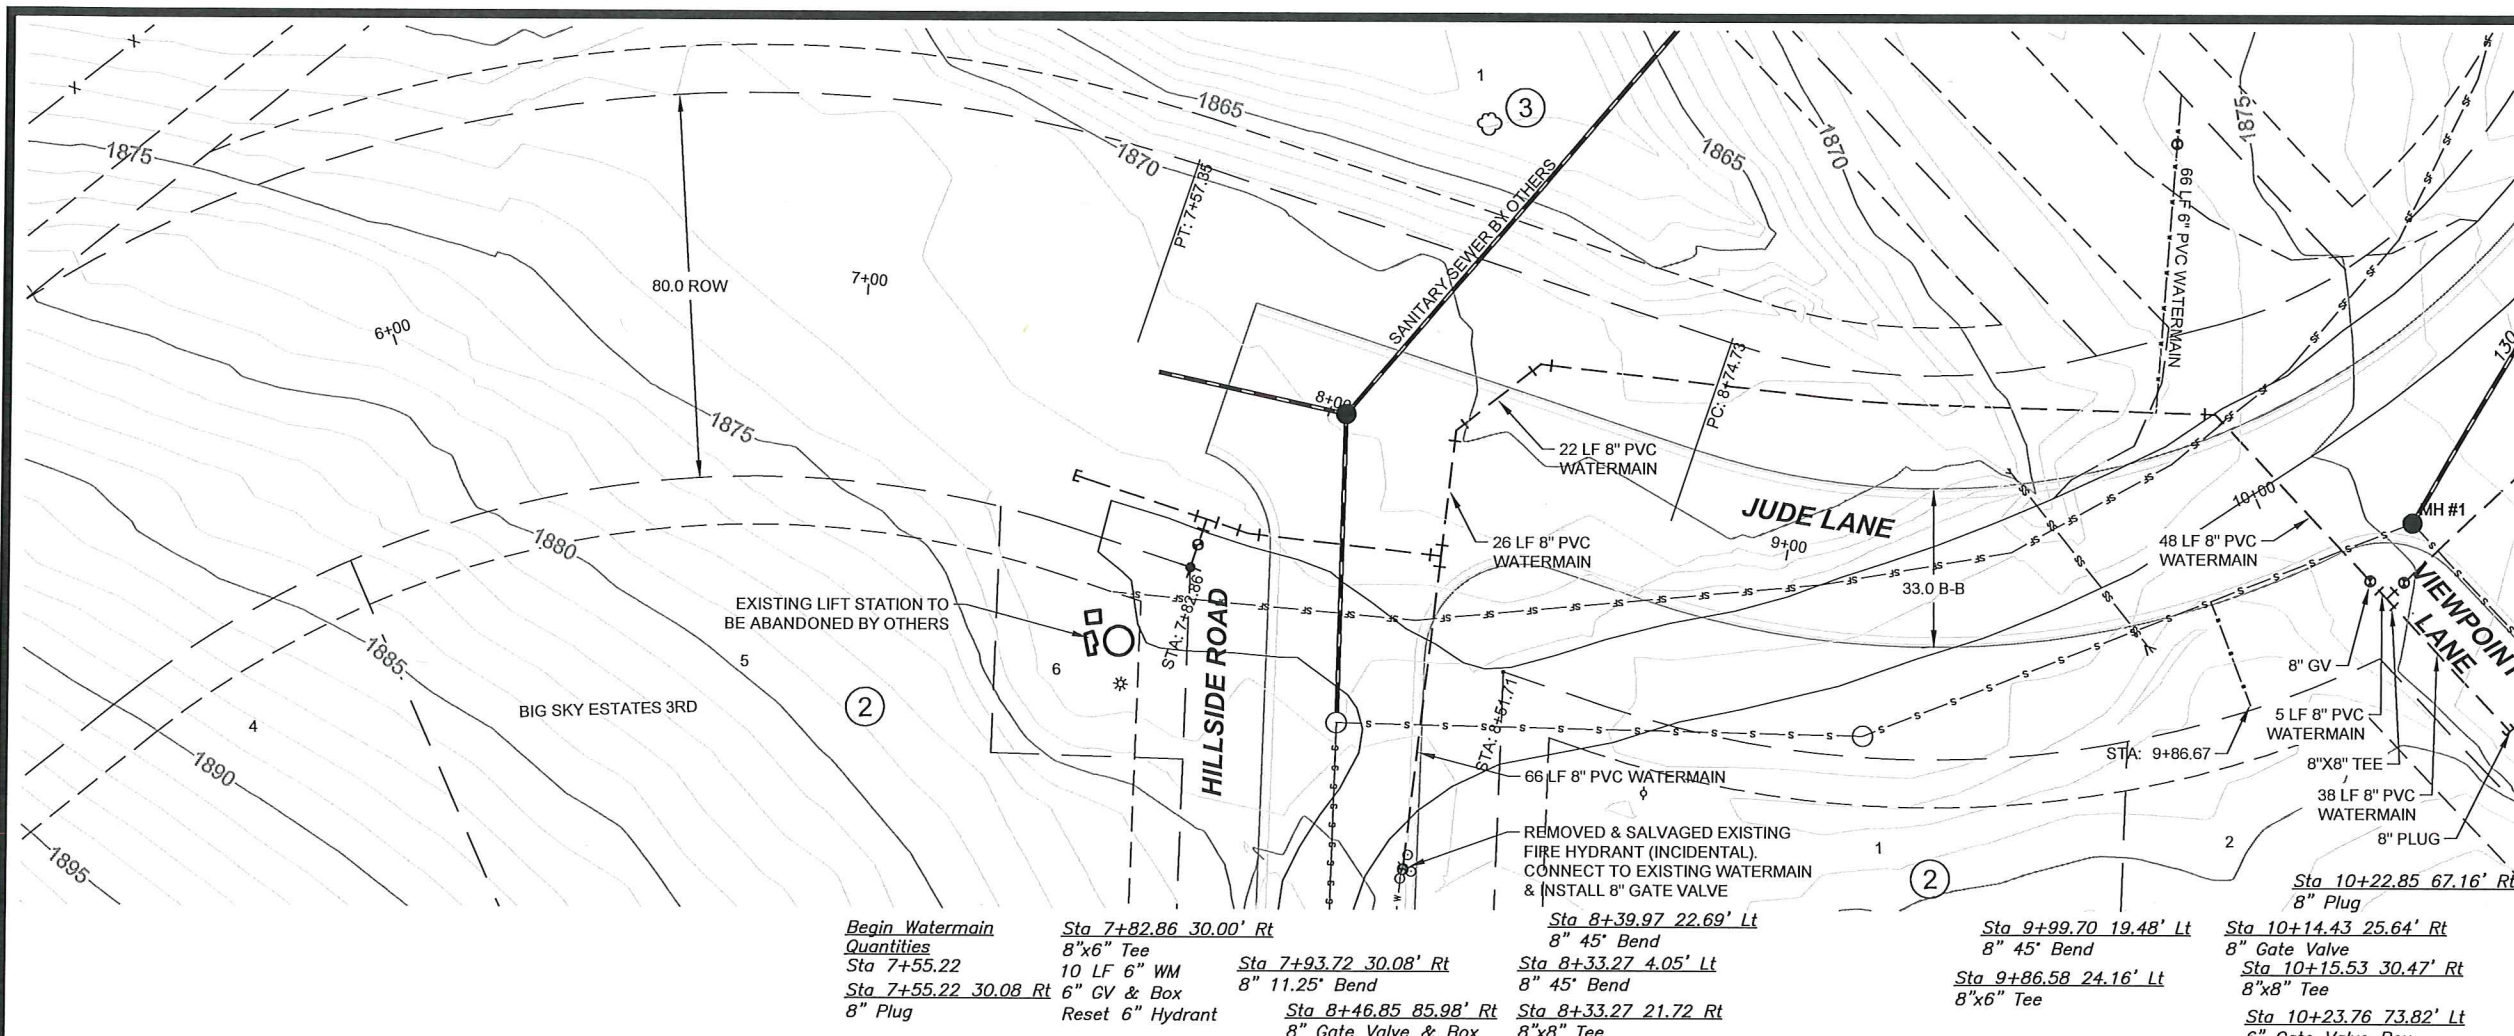 1
3
X
X
1865
1870
1865
1870
1875
1875
PT: 7+57.35
SANITARY SEWER BY OTHERS
66 LF 6" PVC WATERMAIN
80.0 ROW
7+00
6+00
8+00
PC: 8+74.73
22 LF 8" PVC
WATERMAIN
JUDE LANE
9+00
26 LF 8" PVC
WATERMAIN
33.0 B-B
10+00
MH #1
48 LF 8" PVC
WATERMAIN
VIEWPOINT
LANE
1875
1880
1885
1890
1895
EXISTING LIFT STATION TO
BE ABANDONED BY OTHERS
STA: 7+82.86
HILLSIDE ROAD
5
6
4
BIG SKY ESTATES 3RD
2
STA: 8+51.71
66 LF 8" PVC WATERMAIN
8" GV
5 LF 8" PVC
WATERMAIN
STA: 9+86.67
8"X8" TEE
38 LF 8" PVC
WATERMAIN
8" PLUG
REMOVED & SALVAGED EXISTING
FIRE HYDRANT (INCIDENTAL).
CONNECT TO EXISTING WATERMAIN
& INSTALL 8" GATE VALVE
1
2
2
Begin Watermain
Quantities
Sta 7+55.22
Sta 7+55.22 30.08 Rt
8" Plug
Sta 7+82.86 30.00' Rt
8"x6" Tee
10 LF 6" WM
6" GV & Box
Reset 6" Hydrant
Sta 7+93.72 30.08' Rt
8" 11.25° Bend
Sta 8+46.85 85.98' Rt
8" Gate Valve & Box
Sta 8+39.97 22.69' Lt
8" 45° Bend
Sta 8+33.27 4.05' Lt
8" 45° Bend
Sta 8+33.27 21.72 Rt
8"x8" Tee
Sta 9+99.70 19.48' Lt
8" 45° Bend
Sta 9+86.58 24.16' Lt
8"x6" Tee
Sta 10+22.85 67.16' Rt
8" Plug
Sta 10+14.43 25.64' Rt
8" Gate Valve
Sta 10+15.53 30.47' Rt
8"x8" Tee
Sta 10+23.76 73.82' Lt
6" Gate Valve Box